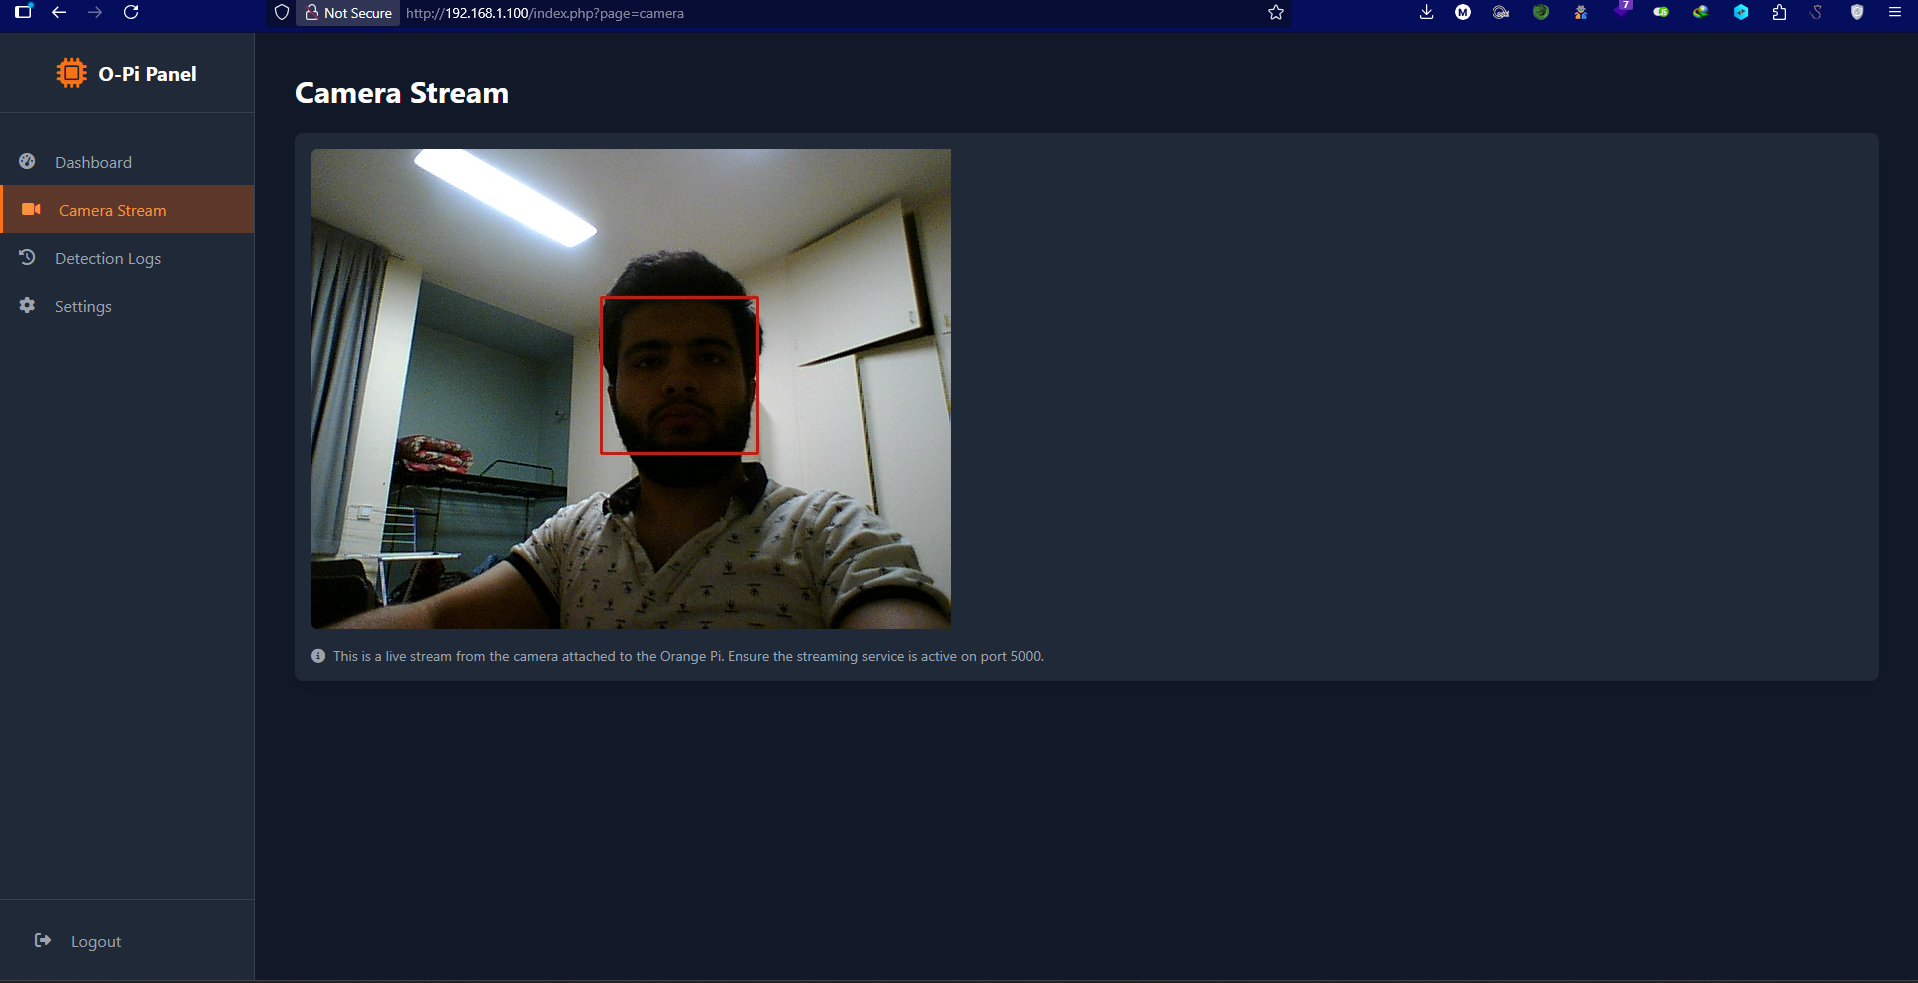 Not Secure http://192.168.1.100/index.php?page=camera
7
M
O-Pi Panel
Camera Stream
Dashboard
Camera Stream
Detection Logs
Settings
This is a live stream from the camera attached to the Orange Pi. Ensure the streaming service is active on port 5000.
Logout